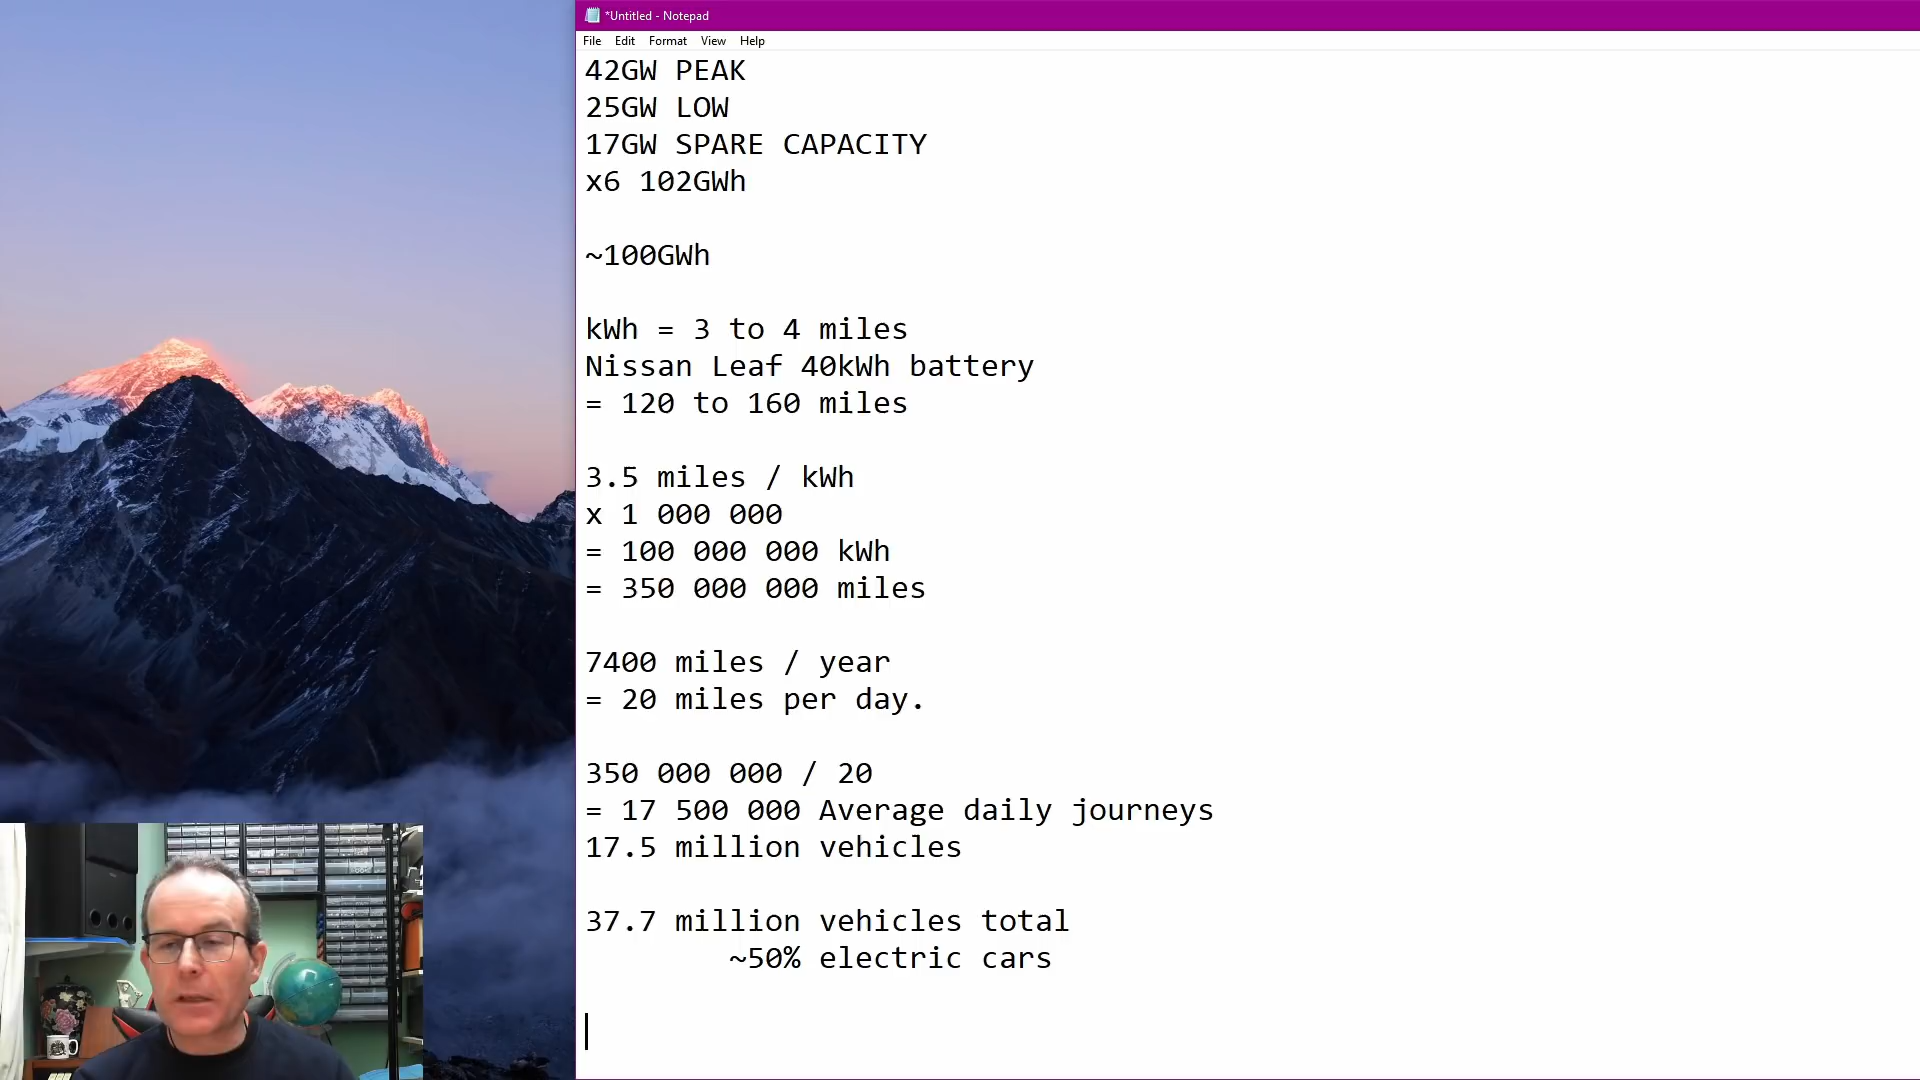 *Untitled - Notepad
File Edit Format View Help
42GW PEAK
25GW LOW
17GW SPARE CAPACITY
x6 102GWh
~100GWh
kWh = 3 to 4 miles
Nissan Leaf 40kWh battery
= 120 to 160 miles
3.5 miles / kWh
x 1 000 000
= 100 000 000 kWh
= 350 000 000 miles
7400 miles / year
= 20 miles per day.
350 000 000 / 20
= 17 500 000 Average daily journeys
17.5 million vehicles
37.7 million vehicles total
~50% electric cars